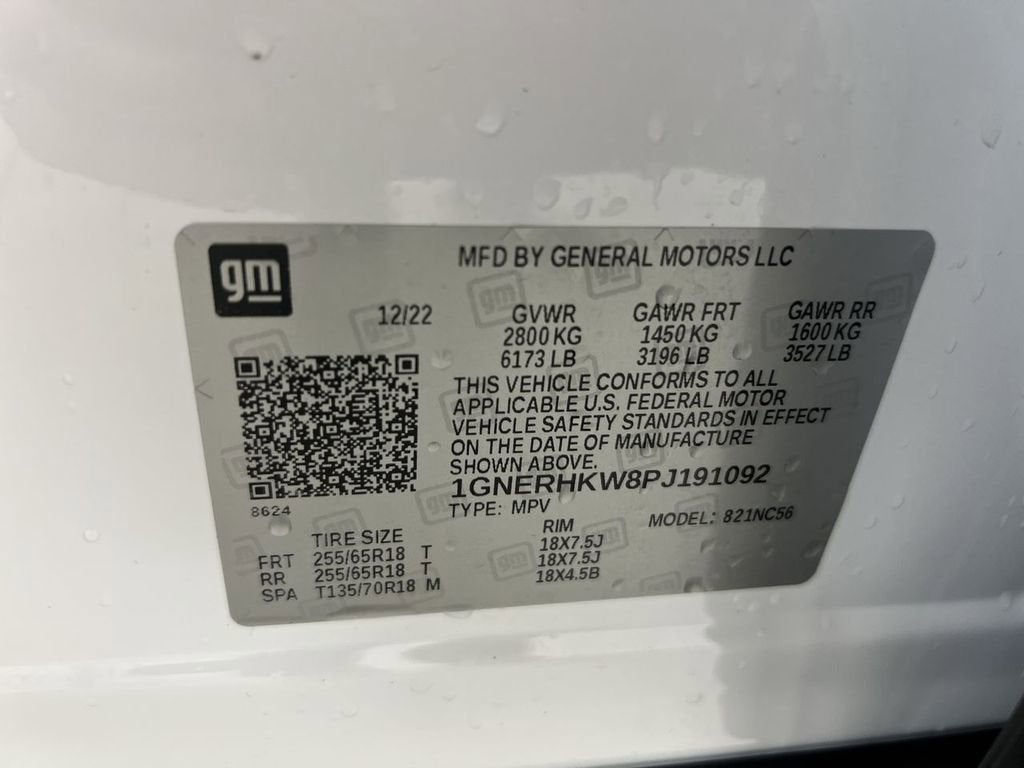 gm
MFD BY GENERAL MOTORS LLC
12/22
GVWR GAWR FRT GAWR RR
2800 KG 1450 KG 1600 KG
6173 LB 3196 LB 3527 LB
THIS VEHICLE CONFORMS TO ALL
APPLICABLE U.S. FEDERAL MOTOR
VEHICLE SAFETY STANDARDS IN EFFECT
ON THE DATE OF MANUFACTURE
SHOWN ABOVE.
1GNERHKW8PJ191092
8624
TYPE: MPV MODEL: 821NC56
TIRE SIZE RIM
FRT 255/65R18 T 18X7.5J
RR 255/65R18 T 18X7.5J
SPA T135/70R18 M 18X4.5B